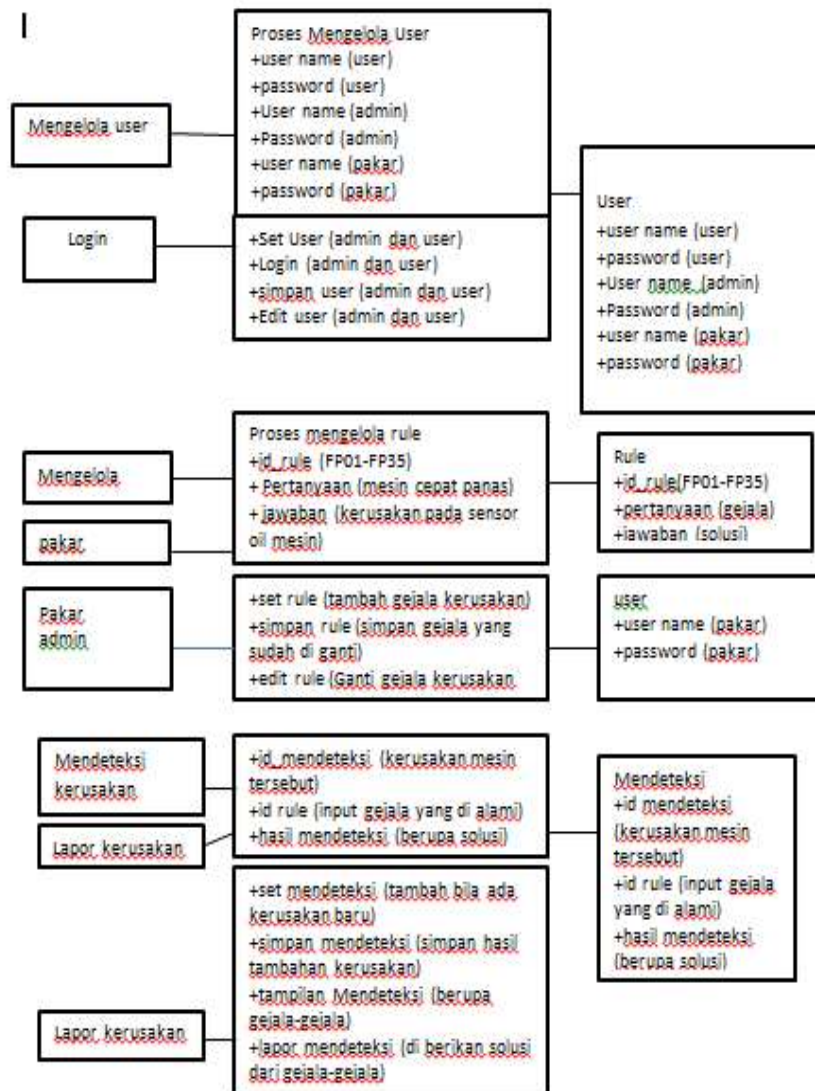 Mengelola user
Proses Mengelola User
+user name (user)
+password (user)
+User name (admin)
+Password (admin)
+user name (pakar)
+password (pakar)
Login
+Set User (admin dan user)
+Login (admin dan user)
+simpan user (admin dan user)
+Edit user (admin dan user)
User
+user name (user)
+password (user)
+User name (admin)
+Password (admin)
+user name (pakar)
+password (pakar)
Mengelola
pakar
Proses mengelola rule
+id_rule (FP01-FP35)
+ Pertanyaan (mesin cepat panas)
+ jawaban (kerusakan pada sensor
oil mesin)
Rule
+id_rule(FP01-FP35)
+pertanyaan (gejala)
+jawaban (solusi)
Pakar
admin
+set rule (tambah gejala kerusakan)
+simpan rule (simpan gejala yang
sudah di ganti)
+edit rule (Ganti gejala kerusakan
user
+user name (pakar)
+password (pakar)
Mendeteksi
kerusakan
Lapor kerusakan
+id_mendeteksi (kerusakan mesin
tersebut)
+id rule (input gejala yang di alami)
+hasil mendeteksi (berupa solusi)
Mendeteksi
+id mendeteksi
(kerusakan mesin
tersebut)
+id rule (input gejala
yang di alami)
+hasil mendeteksi
(berupa solusi)
Lapor kerusakan
+set mendeteksi (tambah bila ada
kerusakan baru)
+simpan mendeteksi (simpan hasil
tambahan kerusakan)
+tampilan Mendeteksi (berupa
gejala-gejala)
+lapor mendeteksi (di berikan solusi
dari gejala-gejala)